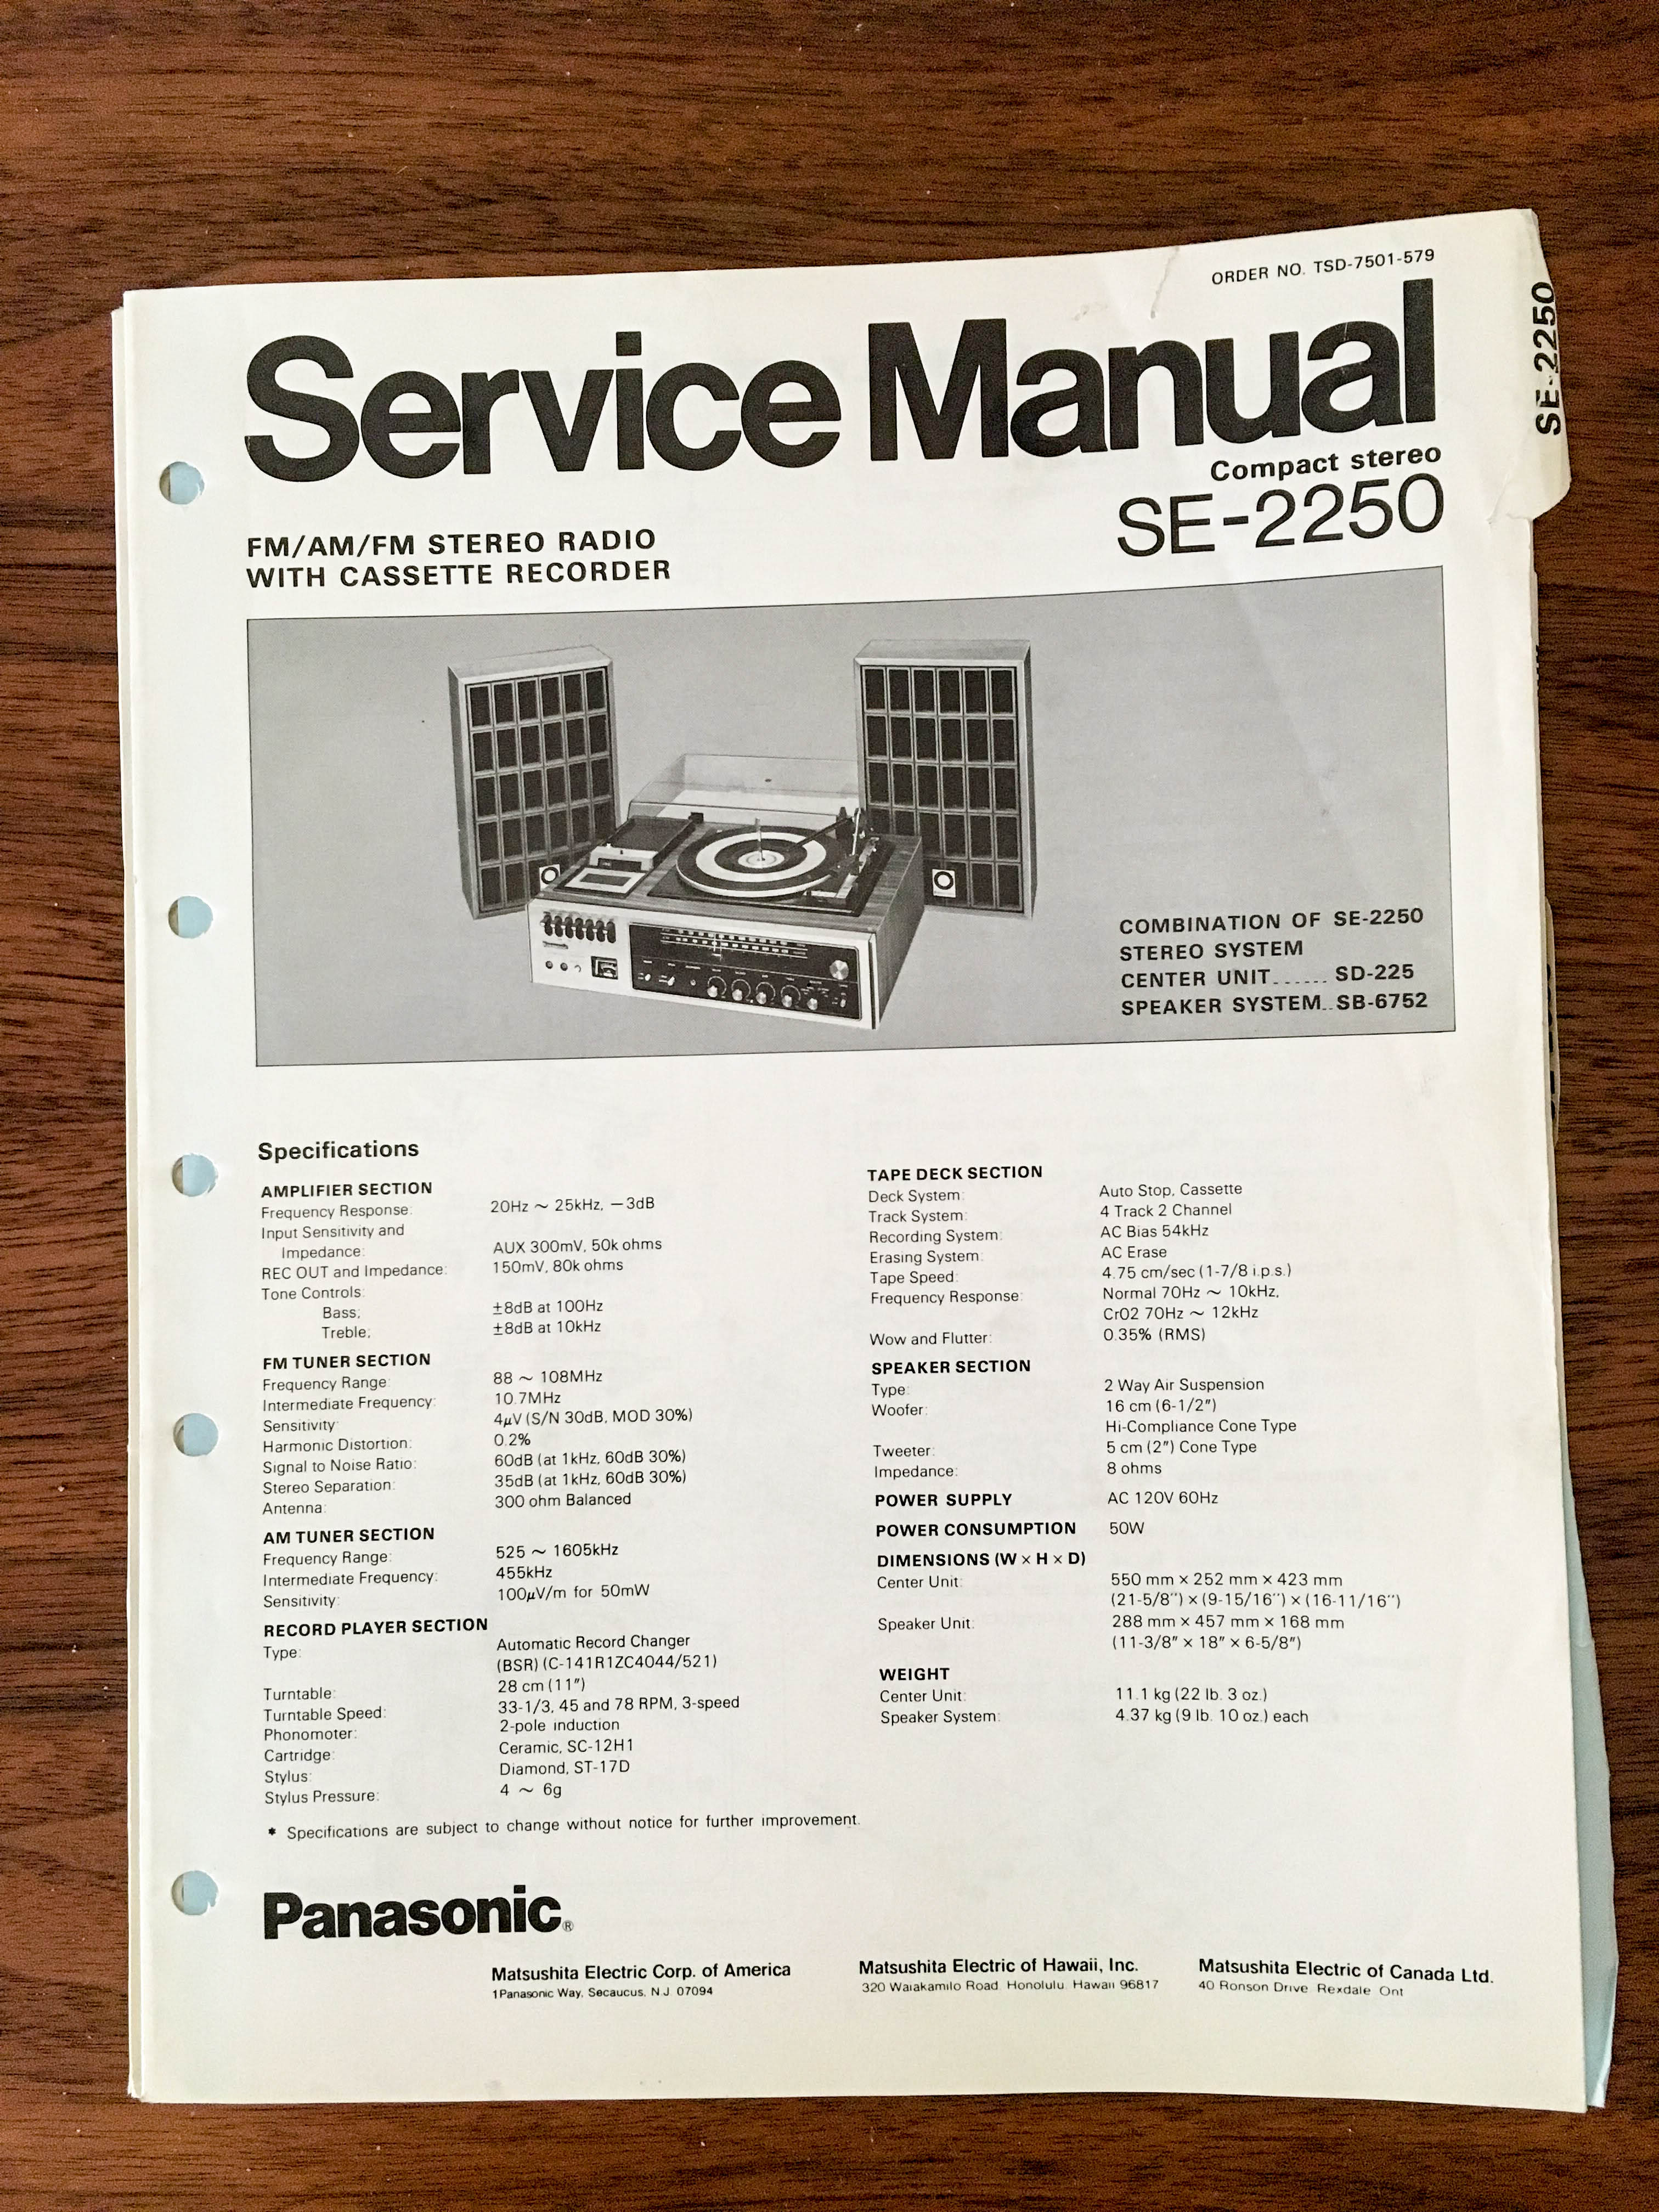 ORDER NO. TSD-7501-579
Service Manual
SE-2250
Compact stereo
SE-2250
FM/AM/FM STEREO RADIO
WITH CASSETTE RECORDER
COMBINATION OF SE-2250
STEREO SYSTEM
CENTER UNIT...... SD-225
SPEAKER SYSTEM.. SB-6752
Specifications
AMPLIFIER SECTION
Frequency Response: 20Hz ～ 25kHz, −3dB
Input Sensitivity and
Impedance: AUX 300mV, 50k ohms
REC OUT and Impedance: 150mV, 80k ohms
Tone Controls:
Bass; ±8dB at 100Hz
Treble; ±8dB at 10kHz
FM TUNER SECTION
Frequency Range: 88 ～ 108MHz
Intermediate Frequency: 10.7MHz
Sensitivity: 4μV (S/N 30dB, MOD 30%)
Harmonic Distortion: 0.2%
Signal to Noise Ratio: 60dB (at 1kHz, 60dB 30%)
Stereo Separation: 35dB (at 1kHz, 60dB 30%)
Antenna: 300 ohm Balanced
AM TUNER SECTION
Frequency Range: 525 ～ 1605kHz
Intermediate Frequency: 455kHz
Sensitivity: 100μV/m for 50mW
RECORD PLAYER SECTION
Type: Automatic Record Changer
(BSR) (C-141R1ZC4044/521)
Turntable: 28 cm (11″)
Turntable Speed: 33-1/3, 45 and 78 RPM, 3-speed
Phonomoter: 2-pole induction
Cartridge: Ceramic, SC-12H1
Stylus: Diamond, ST-17D
Stylus Pressure: 4 ～ 6g
TAPE DECK SECTION
Deck System: Auto Stop, Cassette
Track System: 4 Track 2 Channel
Recording System: AC Bias 54kHz
Erasing System: AC Erase
Tape Speed: 4.75 cm/sec (1-7/8 i.p.s.)
Frequency Response: Normal 70Hz ～ 10kHz,
CrO2 70Hz ～ 12kHz
Wow and Flutter: 0.35% (RMS)
SPEAKER SECTION
Type: 2 Way Air Suspension
Woofer: 16 cm (6-1/2″)
Hi-Compliance Cone Type
Tweeter: 5 cm (2″) Cone Type
Impedance: 8 ohms
POWER SUPPLY AC 120V 60Hz
POWER CONSUMPTION 50W
DIMENSIONS (W × H × D)
Center Unit: 550 mm × 252 mm × 423 mm
(21-5/8″) × (9-15/16″) × (16-11/16″)
Speaker Unit: 288 mm × 457 mm × 168 mm
(11-3/8″ × 18″ × 6-5/8″)
WEIGHT
Center Unit: 11.1 kg (22 lb. 3 oz.)
Speaker System: 4.37 kg (9 lb. 10 oz.) each
* Specifications are subject to change without notice for further improvement.
Panasonic®
Matsushita Electric Corp. of America
1 Panasonic Way, Secaucus, N.J. 07094
Matsushita Electric of Hawaii, Inc.
320 Waiakamilo Road Honolulu Hawaii 96817
Matsushita Electric of Canada Ltd.
40 Ronson Drive Rexdale Ont